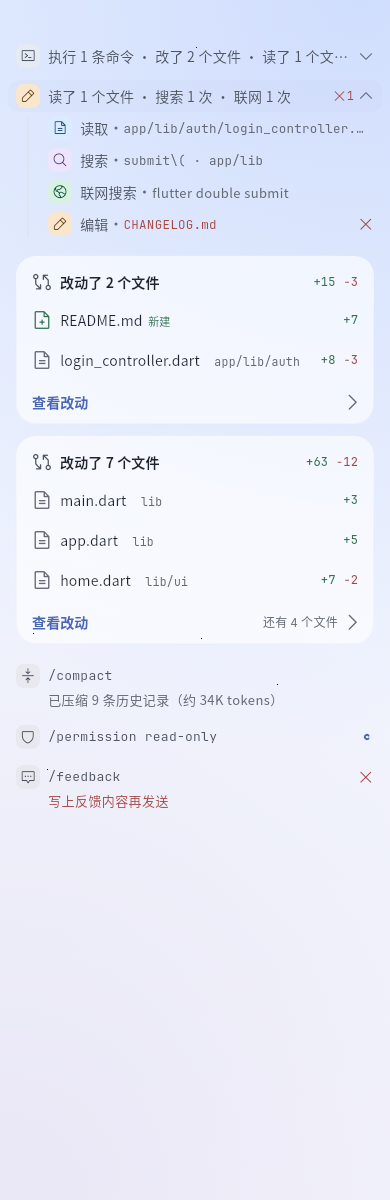 执行 1 条命令 · 改了 2 个文件 · 读了 1 个文…
读了 1 个文件 · 搜索 1 次 · 联网 1 次 ×1
读取 · app/lib/auth/login_controller.…
搜索 · submit\( · app/lib
联网搜索 · flutter double submit
编辑 · CHANGELOG.md
改动了 2 个文件 +15 -3
README.md 新建 +7
login_controller.dart app/lib/auth +8 -3
查看改动
改动了 7 个文件 +63 -12
main.dart lib +3
app.dart lib +5
home.dart lib/ui +7 -2
查看改动 还有 4 个文件
/compact
已压缩 9 条历史记录（约 34K tokens）
/permission read-only
/feedback
写上反馈内容再发送